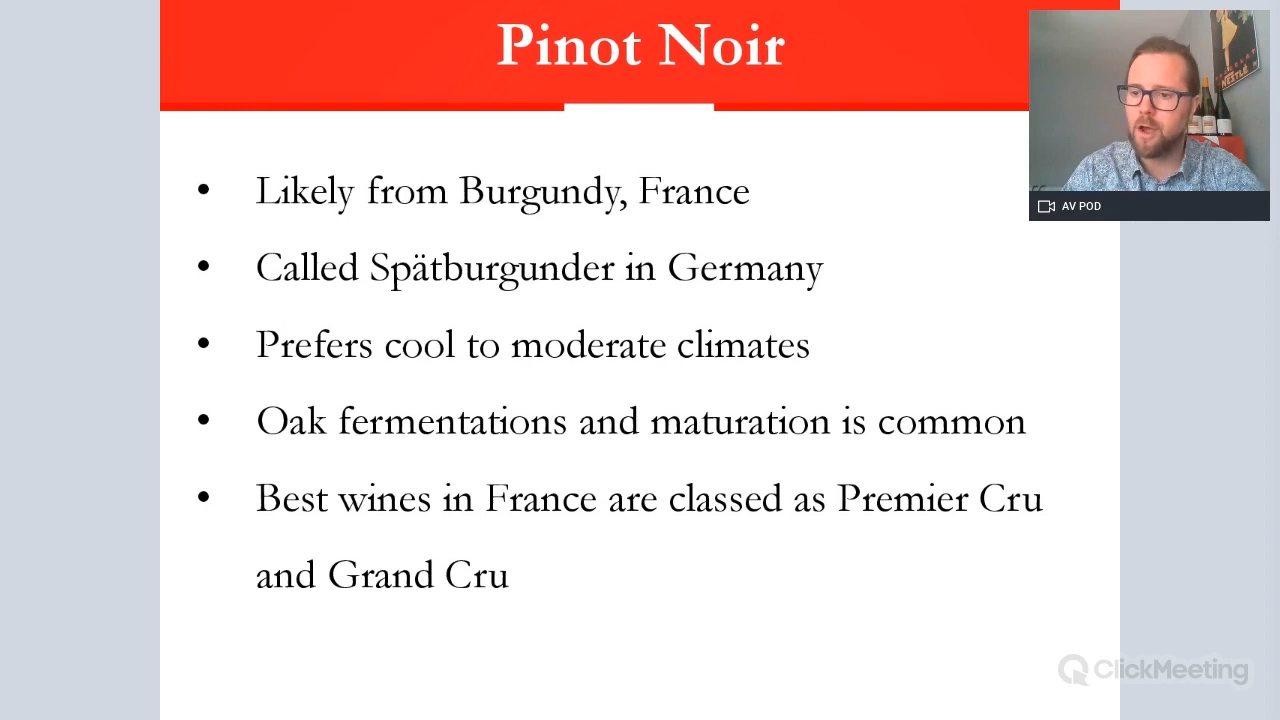 Pinot Noir
NESTLÉ
AV POD
• Likely from Burgundy, France
• Called Spätburgunder in Germany
• Prefers cool to moderate climates
• Oak fermentations and maturation is common
• Best wines in France are classed as Premier Cru
and Grand Cru
ClickMeeting